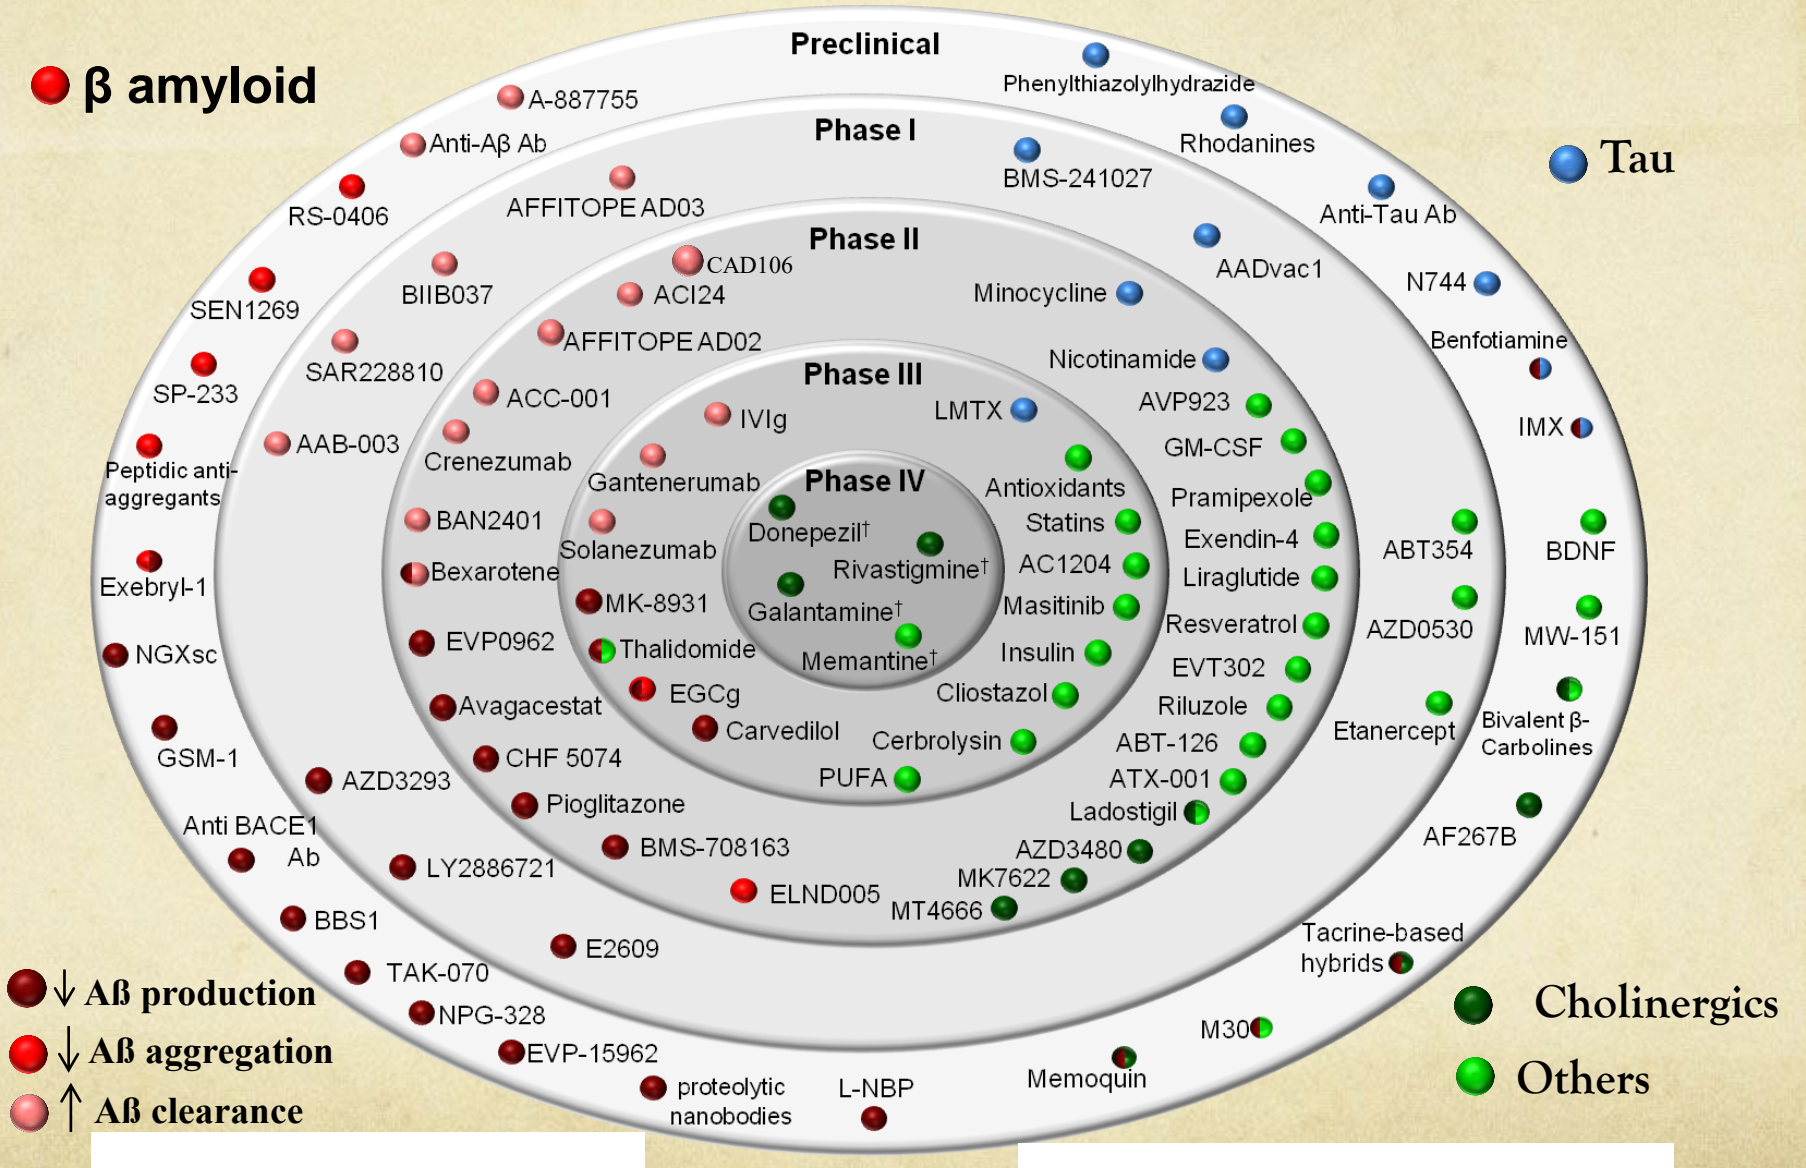 Preclinical
β amyloid
Phenylthiazolylhydrazide
A-887755
Rhodanines
Phase I
Anti-Aβ Ab
Tau
BMS-241027
RS-0406
AFFITOPE AD03
Anti-Tau Ab
Phase II
CAD106
AADvac1
BIIB037
ACI24
Minocycline
N744
SEN1269
AFFITOPE AD02
Benfotiamine
Nicotinamide
SAR228810
Phase III
SP-233
ACC-001
AVP923
IVIg
LMTX
IMX
AAB-003
GM-CSF
Crenezumab
Peptidic anti-
aggregants
Gantenerumab
Phase IV
Antioxidants
Pramipexole
BAN2401
Donepezil†
Statins
Exendin-4
ABT354
BDNF
Solanezumab
Rivastigmine†
AC1204
Bexarotene
Liraglutide
Exebryl-1
MK-8931
Galantamine†
Masitinib
Resveratrol
AZD0530
MW-151
EVP0962
Thalidomide
Memantine†
Insulin
NGXsc
EVT302
EGCg
Cliostazol
Avagacestat
Riluzole
Bivalent β-
Carbolines
Carvedilol
Cerbrolysin
Etanercept
GSM-1
CHF 5074
ABT-126
AZD3293
PUFA
ATX-001
Pioglitazone
Ladostigil
Anti BACE1
Ab
AF267B
BMS-708163
AZD3480
LY2886721
MK7622
ELND005
MT4666
BBS1
E2609
Tacrine-based
hybrids
TAK-070
↓ Aß production
Cholinergics
NPG-328
M30
↓ Aß aggregation
EVP-15962
Memoquin
Others
proteolytic
nanobodies
L-NBP
↑ Aß clearance